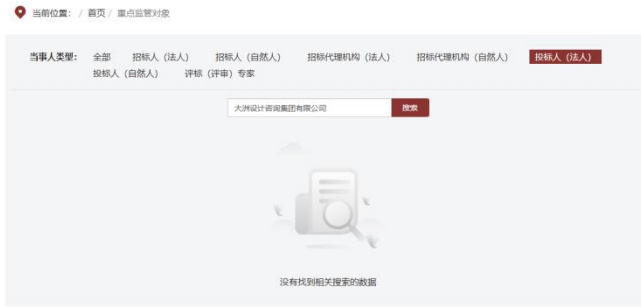 当前位置: / 首页 / 重点监管对象
当事人类型: 全部 招标人 (法人) 招标人 (自然人) 招标代理机构 (法人) 招标代理机构 (自然人) 投标人 (法人)
投标人 (自然人) 评标 (评审) 专家
大洲设计咨询集团有限公司 搜索
没有找到相关搜索的数据